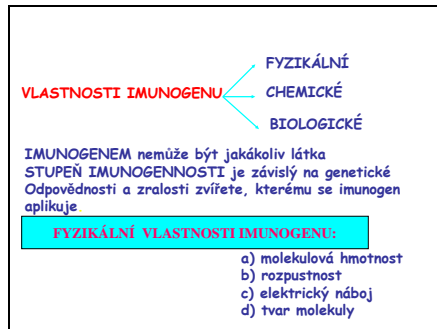 FYZIKÁLNÍ
VLASTNOSTI IMUNOGENU
CHEMICKÉ
BIOLOGICKÉ
IMUNOGENEM nemůže být jakákoliv látka
STUPEŇ IMUNOGENNOSTI je závislý na genetické
Odpovědnosti a zralosti zvířete, kterému se imunogen
aplikuje.
FYZIKÁLNÍ VLASTNOSTI IMUNOGENU:
a) molekulová hmotnost
b) rozpustnost
c) elektrický náboj
d) tvar molekuly